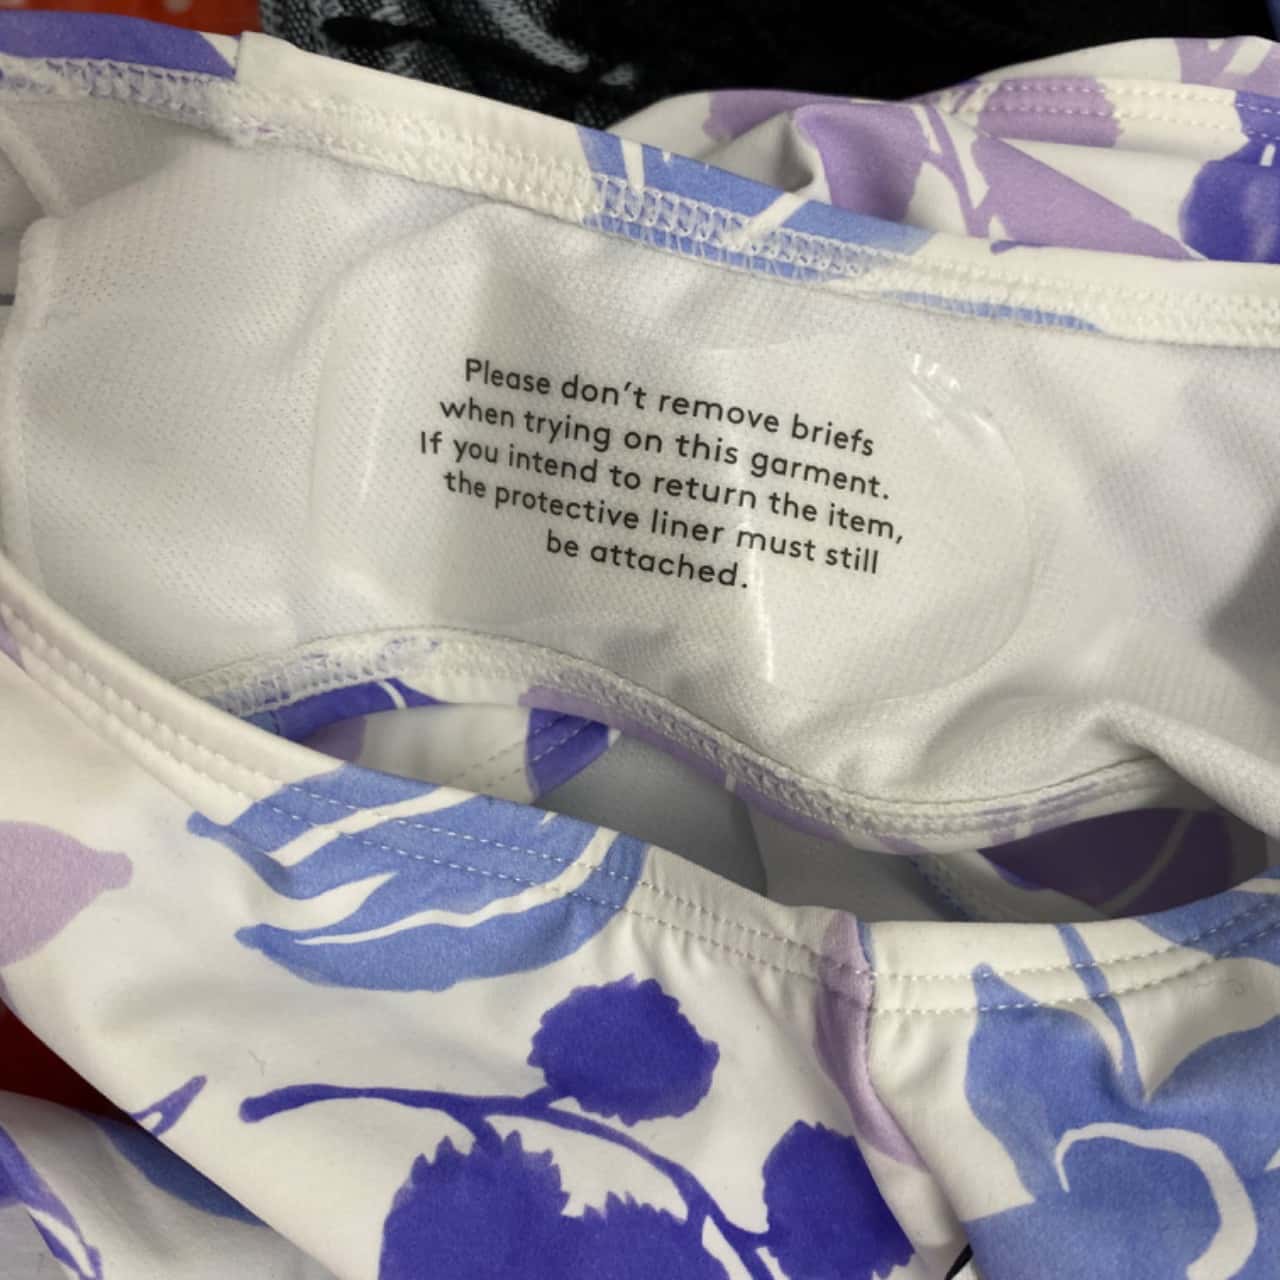 Please don't remove briefs
when trying on this garment.
If you intend to return the item,
the protective liner must still
be attached.